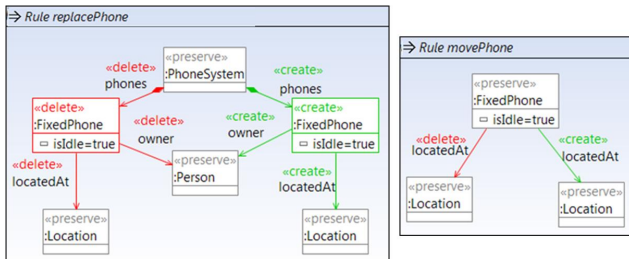 Rule replacePhone
«preserve»
:PhoneSystem
«delete»
phones
«create»
phones
«delete»
:FixedPhone
isIdle=true
«delete»
owner
«create»
owner
«create»
:FixedPhone
isIdle=true
«preserve»
:Person
«delete»
locatedAt
«create»
locatedAt
«preserve»
:Location
«preserve»
:Location
Rule movePhone
«preserve»
:FixedPhone
isIdle=true
«delete»
locatedAt
«create»
locatedAt
«preserve»
:Location
«preserve»
:Location